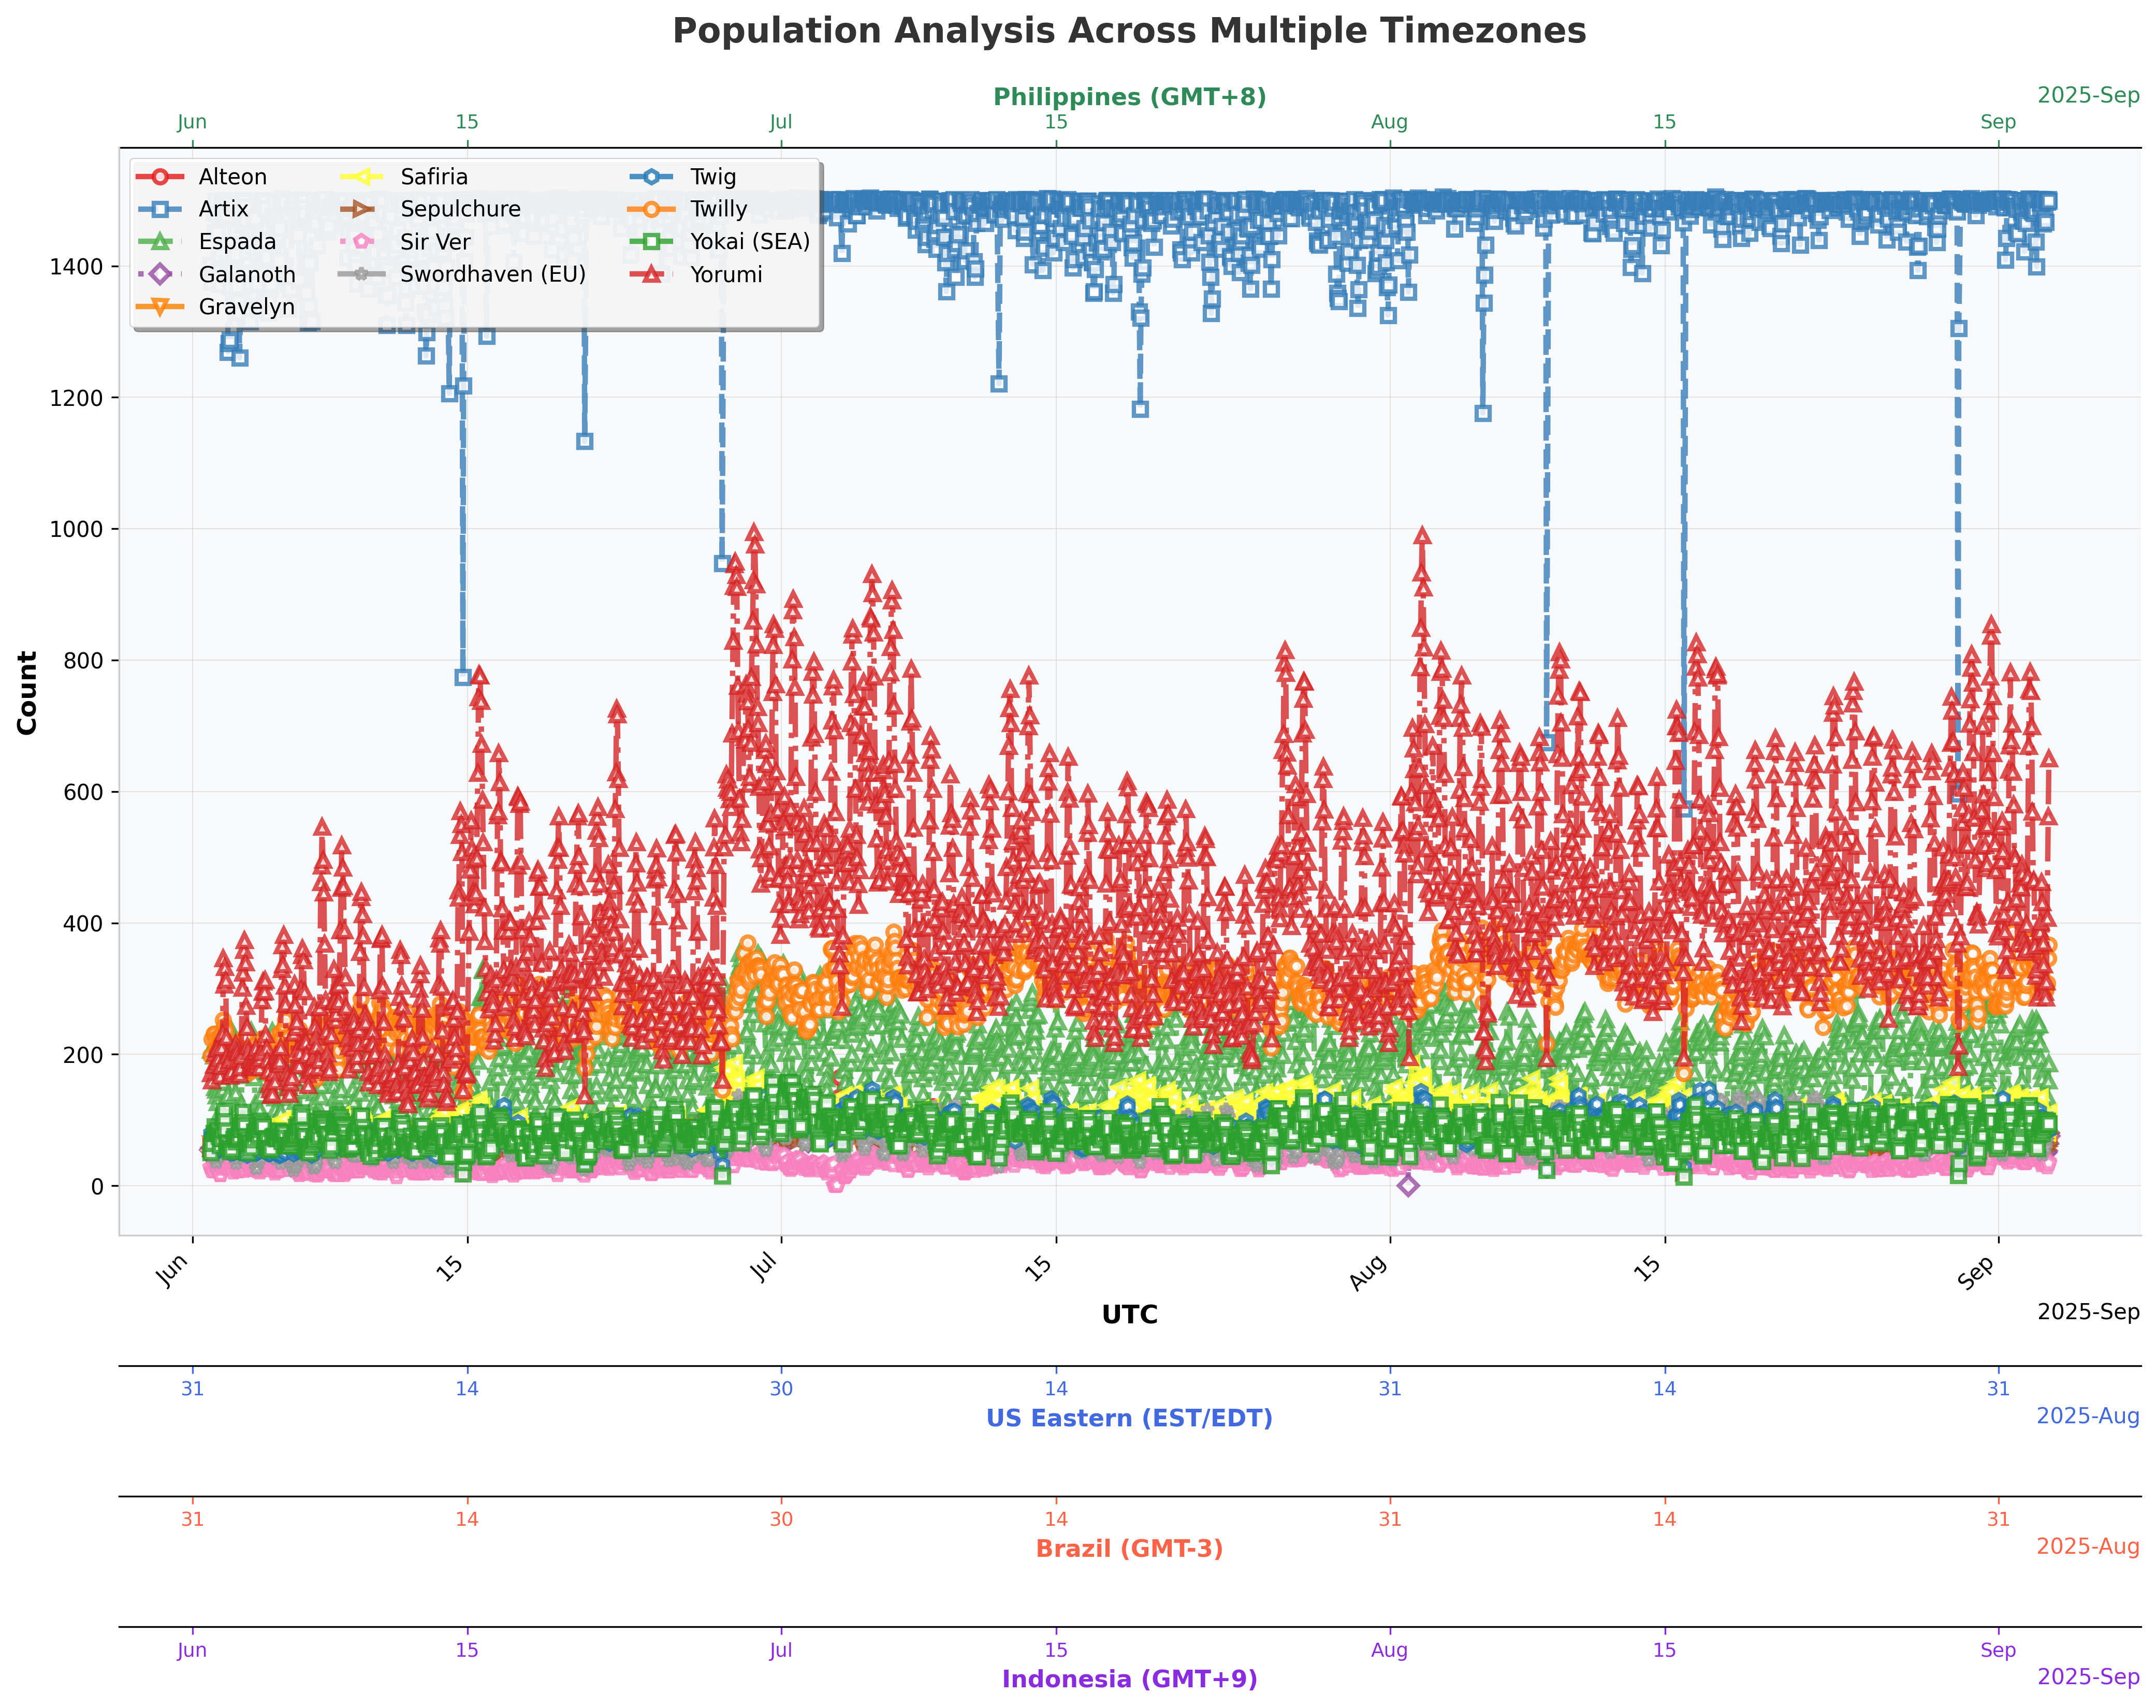 Population Analysis Across Multiple Timezones
Philippines (GMT+8)
2025-Sep
Jun 15 Jul 15 Aug 15 Sep
Alteon Safiria Twig
Artix Sepulchure Twilly
Espada Sir Ver Yokai (SEA)
Galanoth Swordhaven (EU) Yorumi
Gravelyn
1400
1200
1000
800
600
400
200
0
Count
Jun 15 Jul 15 Aug 15 Sep
UTC
2025-Sep
31 14 30 14 31 14 31
US Eastern (EST/EDT)
2025-Aug
31 14 30 14 31 14 31
Brazil (GMT-3)
2025-Aug
Jun 15 Jul 15 Aug 15 Sep
Indonesia (GMT+9)
2025-Sep